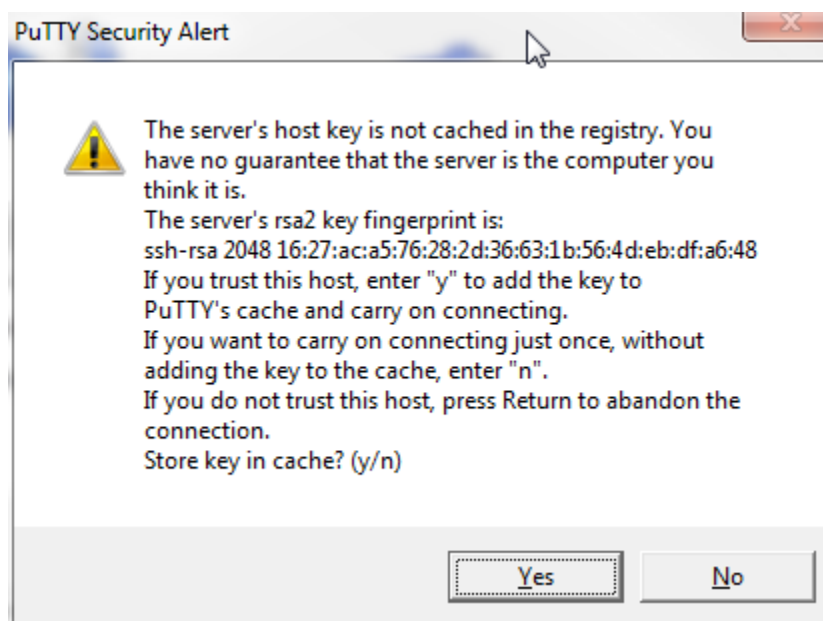 PuTTY Security Alert
The server's host key is not cached in the registry. You
have no guarantee that the server is the computer you
think it is.
The server's rsa2 key fingerprint is:
ssh-rsa 2048 16:27:ac:a5:76:28:2d:36:63:1b:56:4d:eb:df:a6:48
If you trust this host, enter "y" to add the key to
PuTTY's cache and carry on connecting.
If you want to carry on connecting just once, without
adding the key to the cache, enter "n".
If you do not trust this host, press Return to abandon the
connection.
Store key in cache? (y/n)
Yes No